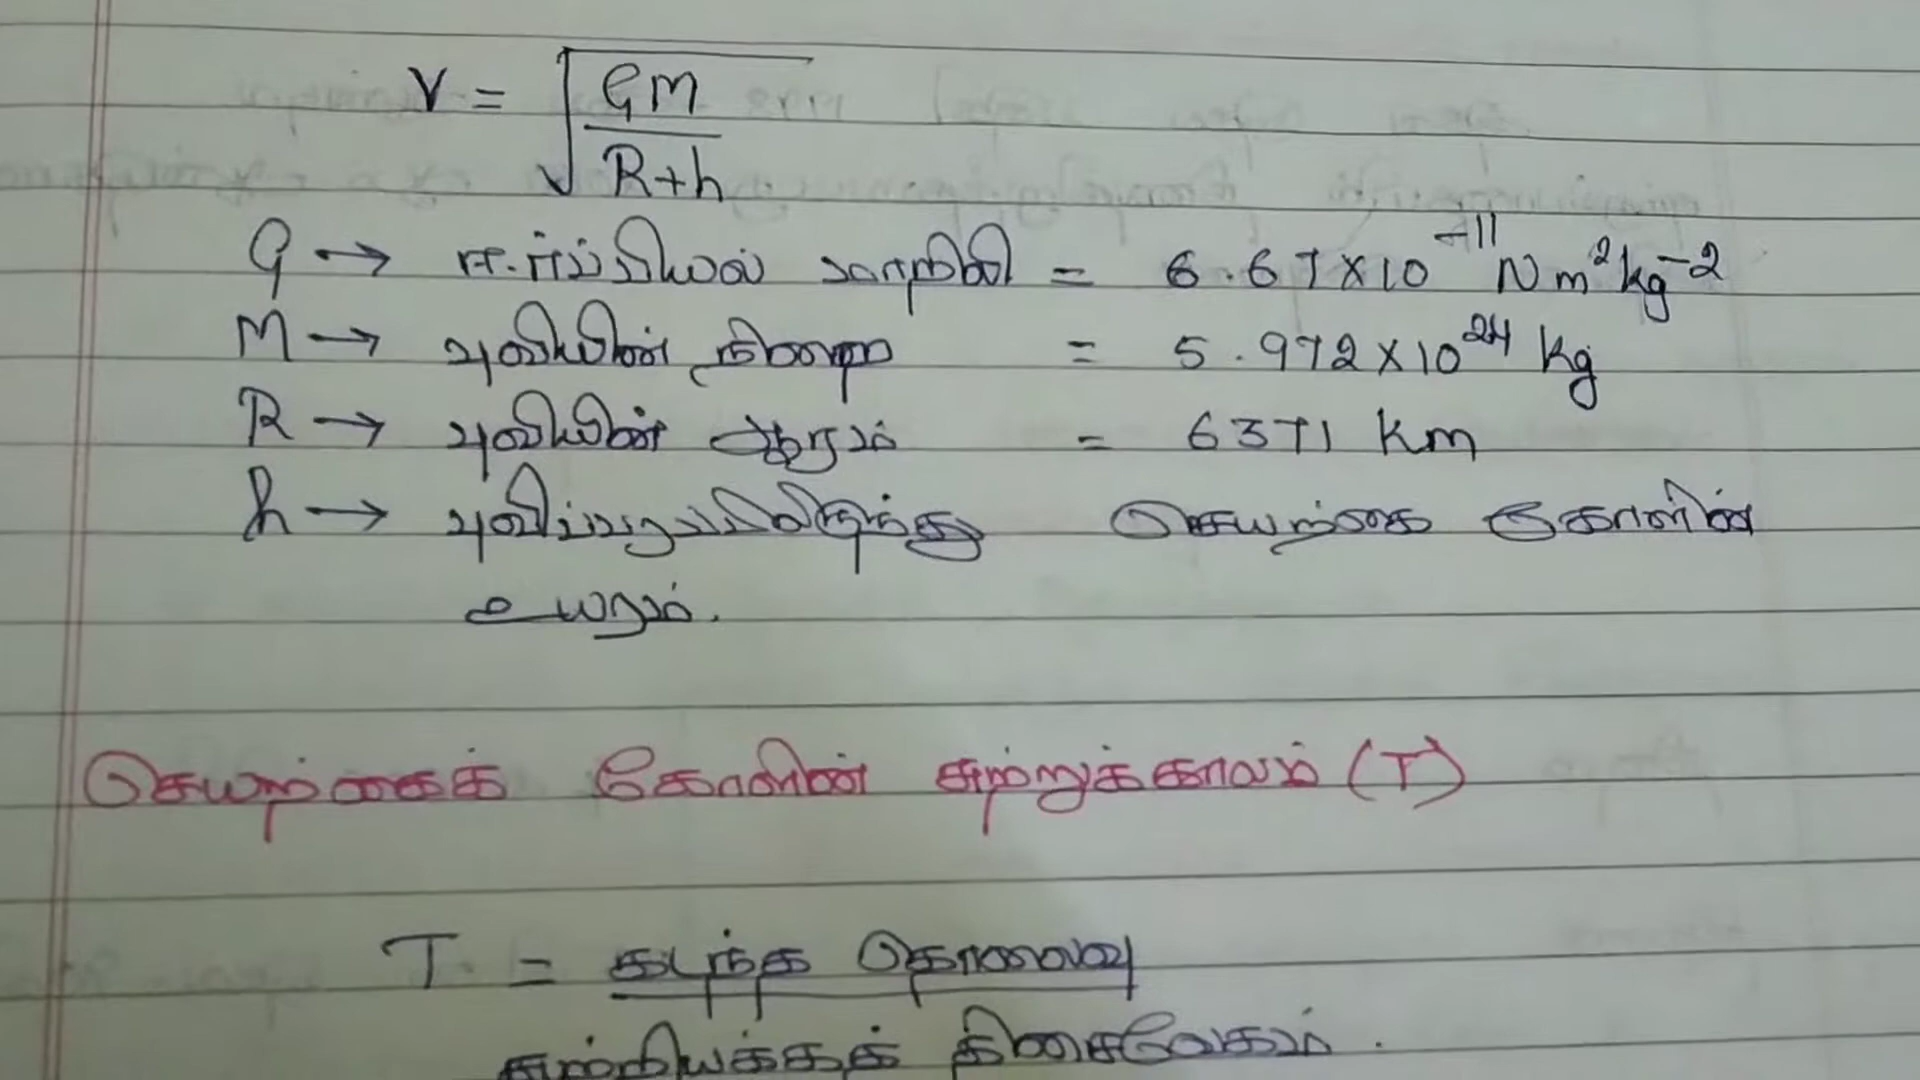 V = √(GM / R+h)
G → ஈர்ப்பியல் மாறிலி = 6.67×10⁻¹¹ Nm²kg⁻²
M → புவியின் நிறை = 5.972×10²⁴ kg
R → புவியின் ஆரம் = 6371 km
h → புவிப்பரப்பிலிருந்து செயற்கை கோளின்
உயரம்.
செயற்கைக் கோளின் சுற்றுக்காலம் (T)
T = கடந்த தொலைவு
சுற்றியக்கத் திசைவேகம்.